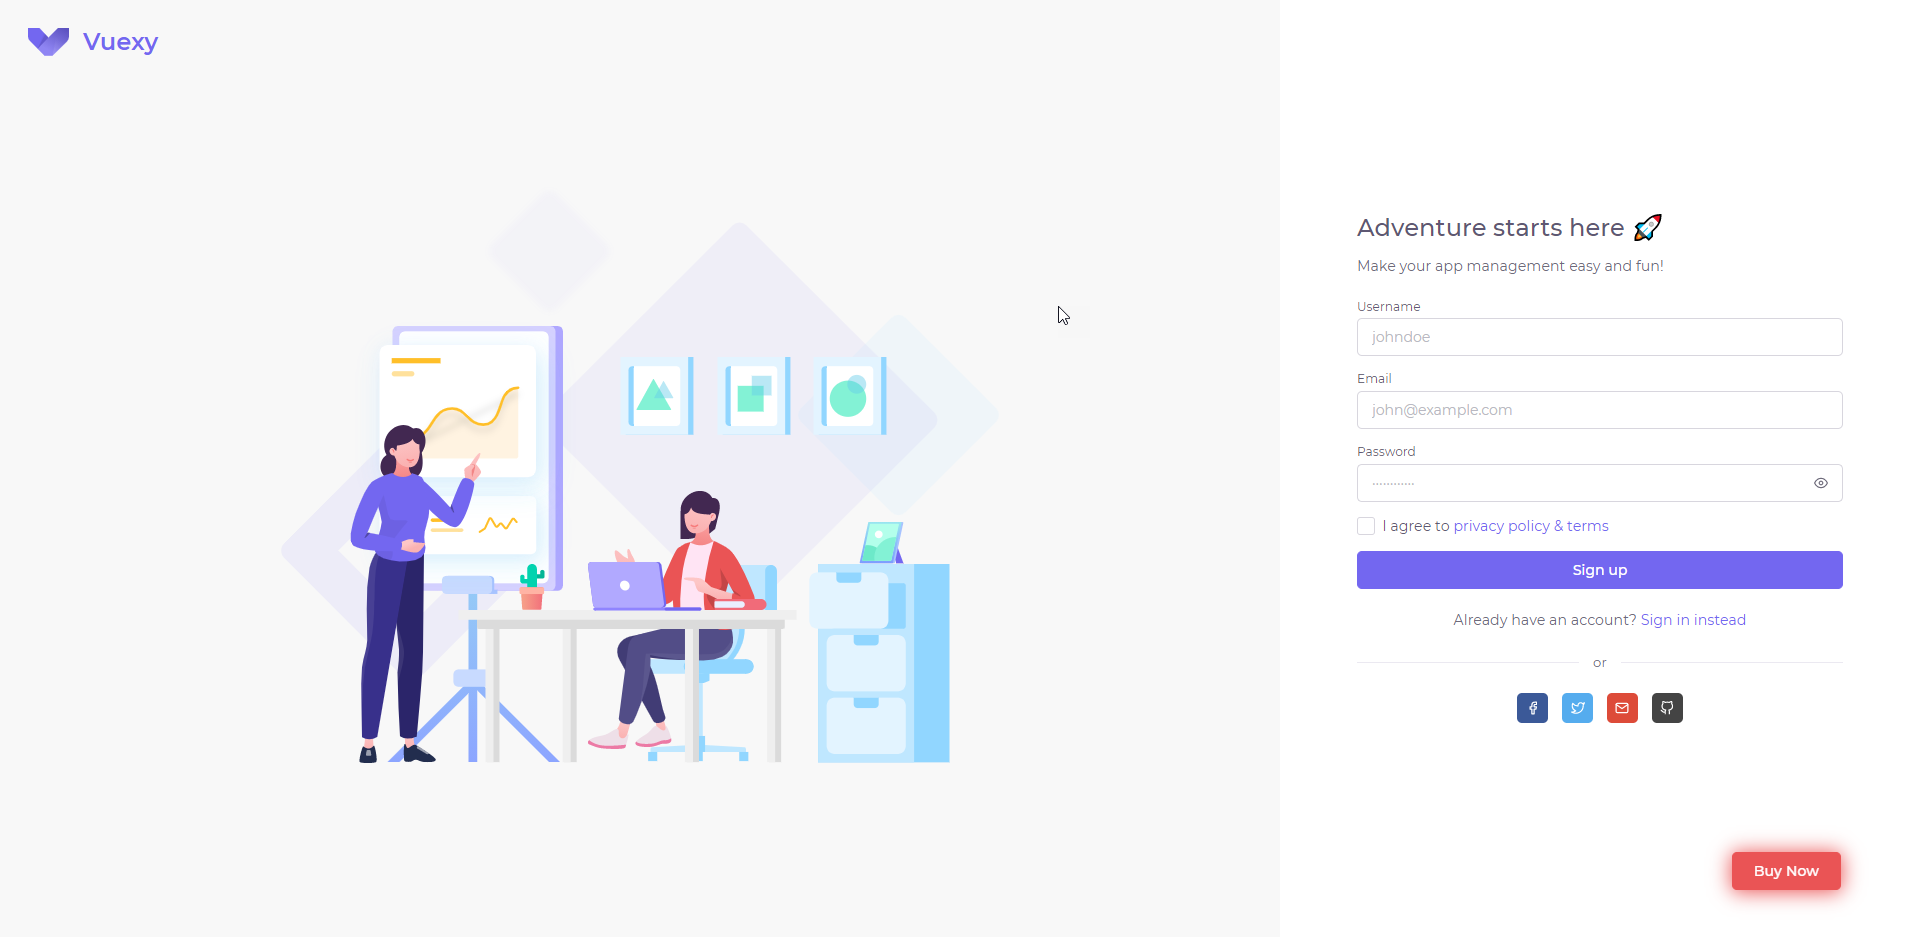 Vuexy
Adventure starts here 🚀
Make your app management easy and fun!
Username
johndoe
Email
john@example.com
Password
············
I agree to privacy policy & terms
Sign up
Already have an account? Sign in instead
or
Buy Now